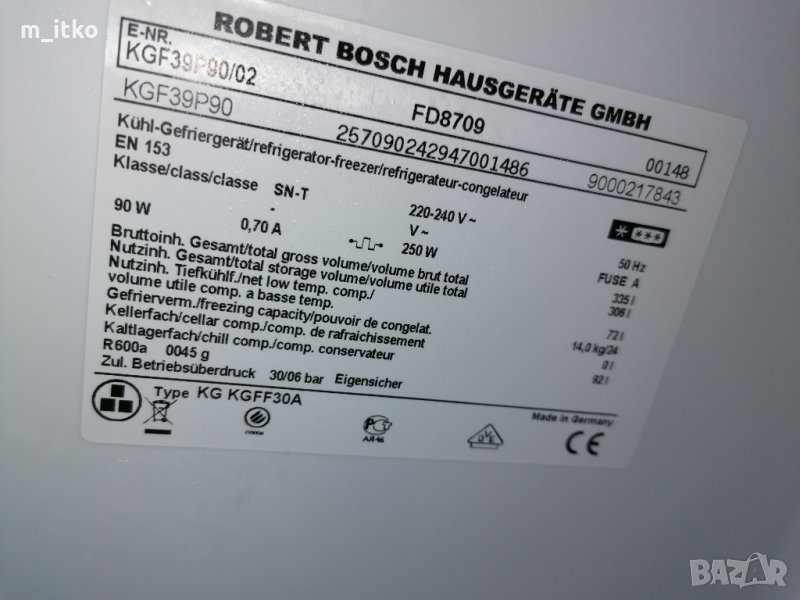 m_itko
ROBERT BOSCH HAUSGERÄTE GMBH
E-NR.
KGF39P90/02
FD8709
00148
KGF39P90
257090242947001486
9000217843
Kühl-Gefriergerät/refrigerator-freezer/refrigerateur-congelateur
EN 153
Klasse/class/classe SN-T
220-240 V ~
50 Hz
- V ~
FUSE A
90 W 0,70 A 250 W
Bruttoinh. Gesamt/total gross volume/volume brut total 335 l
Nutzinh. Gesamt/total storage volume/volume utile total 306 l
Nutzinh. Tiefkühlf./net low temp. comp./
volume utile comp. a basse temp. 72 l
Gefrierverm./freezing capacity/pouvoir de congelat. 14,0 kg/24
Kellerfach/cellar comp./comp. de rafraichissement 0 l
Kaltlagerfach/chill comp./comp. conservateur 92 l
R600a 0045 g
Zul. Betriebsüberdruck 30/06 bar Eigensicher
Type KG KGFF30A
Made in Germany
АЯ46
DVE
CE
BAZAR